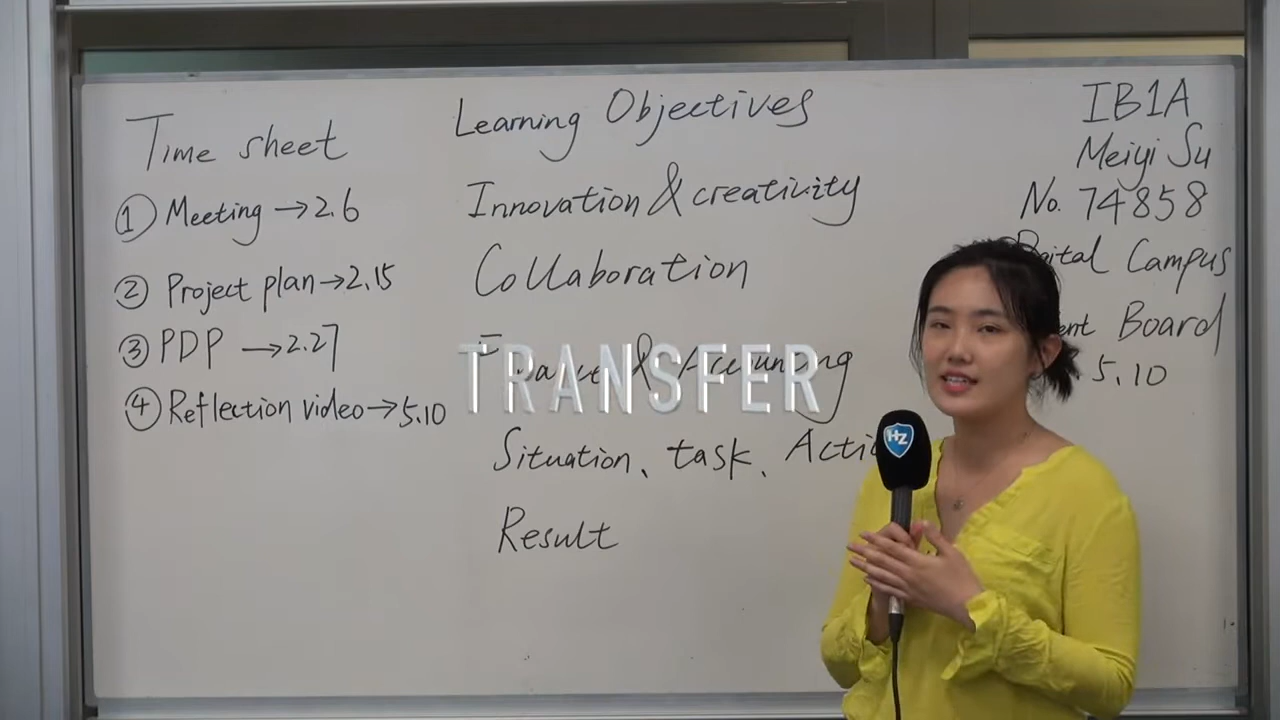 Time sheet
① Meeting → 2.6
② Project plan → 2.15
③ PDP → 2.27
④ Reflection video → 5.10
Learning Objectives
Innovation & creativity
Collaboration
&
TRANSFER
Situation、task、Acti
Result
IB1A
Meiyi Su
No. 74858
Campus
Board
5.10
HZ